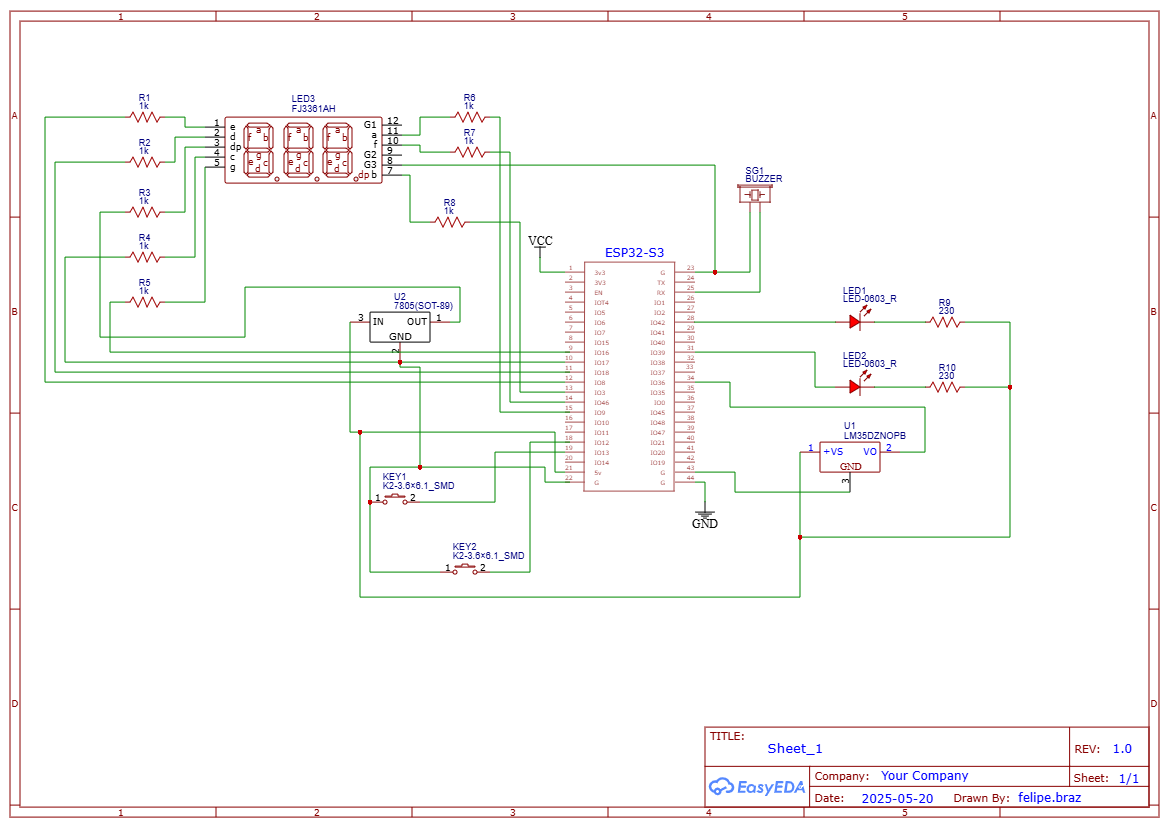 1 2 3 4 5
A A
B B
C C
D D
R1
1k
R2
1k
R3
1k
R4
1k
R5
1k
LED3
FJ3361AH
1 e
2 d
3 dp
4 c
5 g
G1 12
a 11
f 10
G2 9
G3 8
dp b 7
a f b g e c d
a f b g e c d
a f b g e c d
R6
1k
R7
1k
R8
1k
SG1
BUZZER
VCC
ESP32-S3
1 3v3 G 23
2 3V3 TX 24
3 EN RX 25
4 IOT4 IO1 26
5 IO5 IO2 27
6 IO6 IO42 28
7 IO7 IO41 29
8 IO15 IO40 30
9 IO16 IO39 31
10 IO17 IO38 32
11 IO18 IO37 33
12 IO8 IO36 34
13 IO3 IO35 35
14 IO46 IO0 36
15 IO9 IO45 37
16 IO10 IO48 38
17 IO11 IO47 39
18 IO12 IO21 40
19 IO13 IO20 41
20 IO14 IO19 42
21 5v G 43
22 G G 44
U2
7805(SOT-89)
3 IN OUT 1
GND
2
LED1
LED-0603_R
R9
230
LED2
LED-0603_R
R10
230
U1
LM35DZNOPB
1 +VS VO 2
GND
3
KEY1
K2-3.6×6.1_SMD
1 2
KEY2
K2-3.6×6.1_SMD
1 2
GND
TITLE:
Sheet_1
REV: 1.0
EasyEDA
Company: Your Company
Sheet: 1/1
Date: 2025-05-20 Drawn By: felipe.braz
1 2 3 4 5